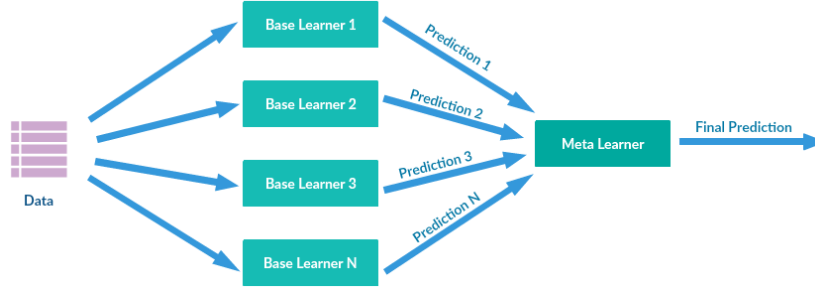 Base Learner 1
Prediction 1
Base Learner 2
Prediction 2
Data
Meta Learner
Final Prediction
Base Learner 3
Prediction 3
Base Learner N
Prediction N